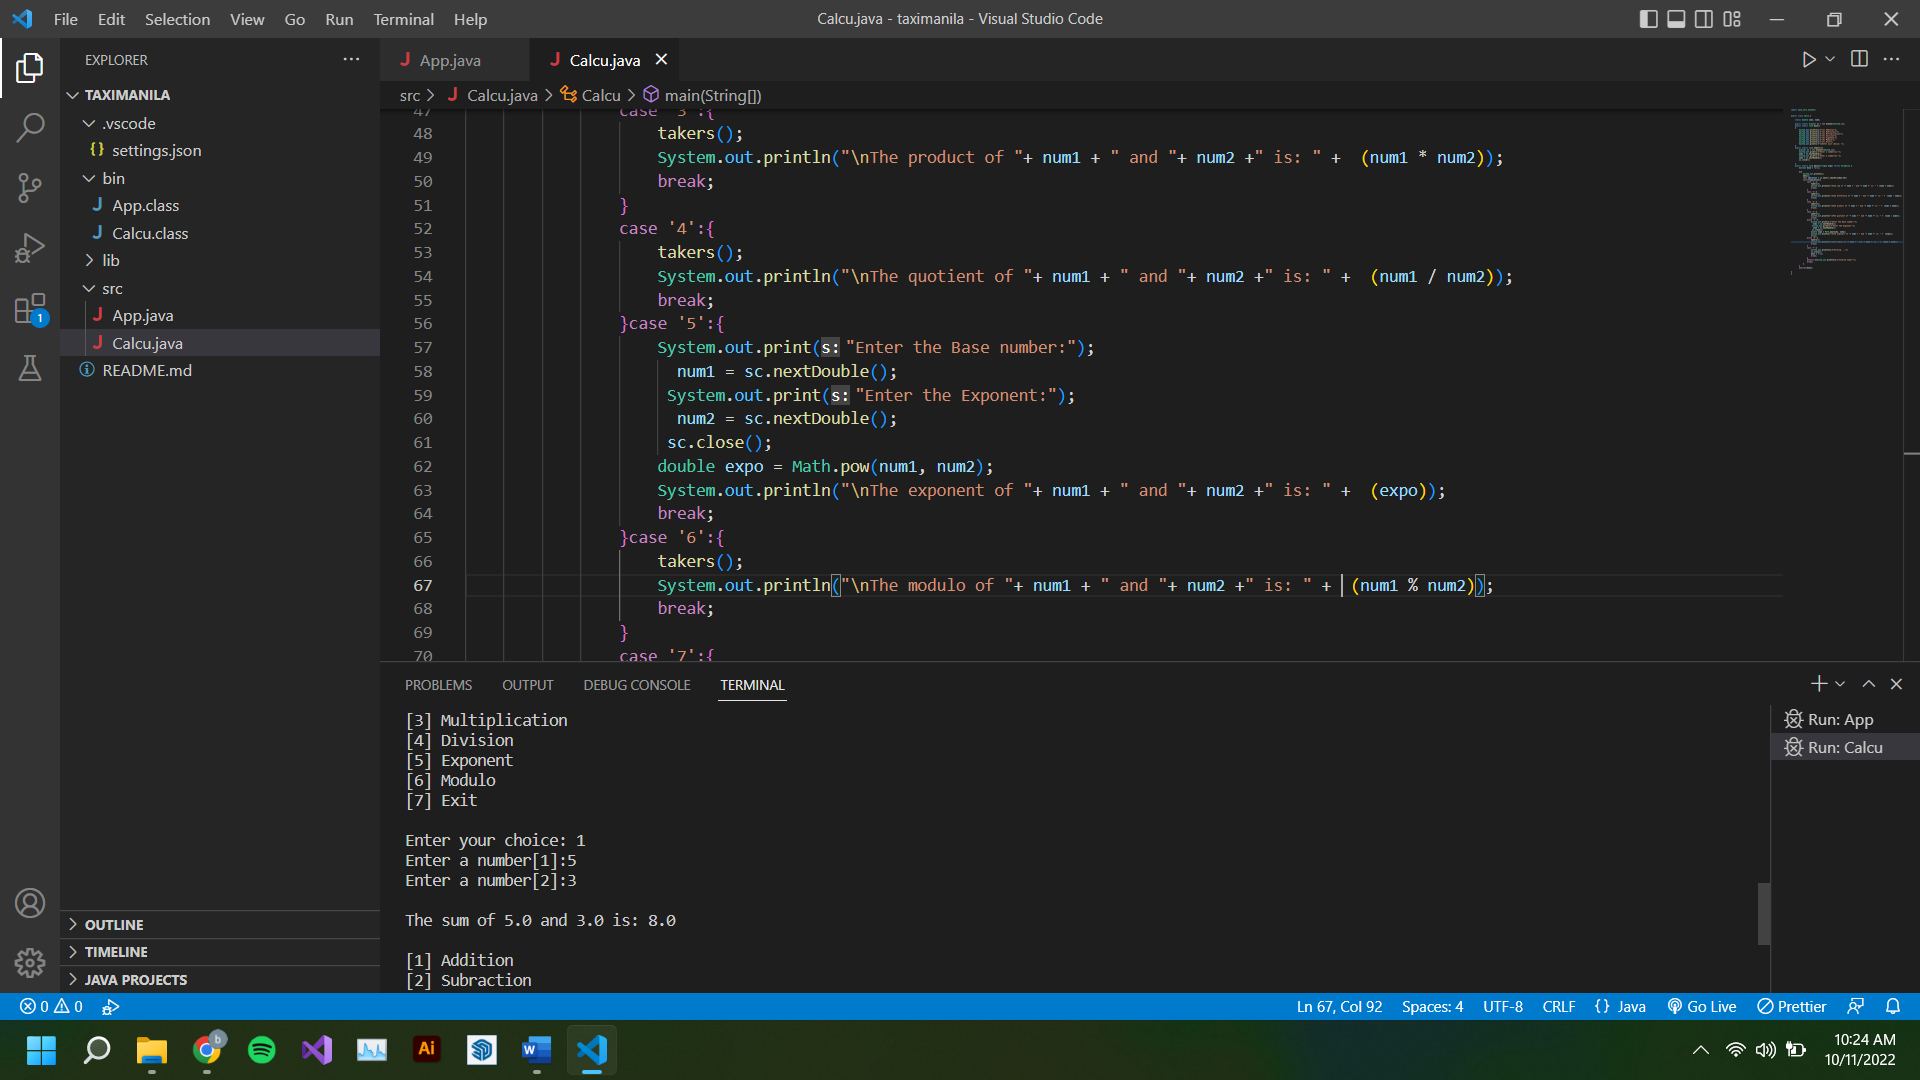 File Edit Selection View Go Run Terminal Help
Calcu.java - taximanila - Visual Studio Code
EXPLORER
TAXIMANILA
.vscode
{} settings.json
bin
J App.class
J Calcu.class
lib
src
J App.java
J Calcu.java
README.md
OUTLINE
TIMELINE
JAVA PROJECTS
1
J App.java
J Calcu.java
src > J Calcu.java > Calcu > main(String[])
47 case '3':{
48 takers();
49 System.out.println("\nThe product of "+ num1 + " and "+ num2 +" is: " +  (num1 * num2));
50 break;
51 }
52 case '4':{
53 takers();
54 System.out.println("\nThe quotient of "+ num1 + " and "+ num2 +" is: " +  (num1 / num2));
55 break;
56 }case '5':{
57 System.out.print(s: "Enter the Base number:");
58 num1 = sc.nextDouble();
59 System.out.print(s: "Enter the Exponent:");
60 num2 = sc.nextDouble();
61 sc.close();
62 double expo = Math.pow(num1, num2);
63 System.out.println("\nThe exponent of "+ num1 + " and "+ num2 +" is: " +  (expo));
64 break;
65 }case '6':{
66 takers();
67 System.out.println("\nThe modulo of "+ num1 + " and "+ num2 +" is: " +  (num1 % num2));
68 break;
69 }
70 case '7':{
PROBLEMS OUTPUT DEBUG CONSOLE TERMINAL
[3] Multiplication
[4] Division
[5] Exponent
[6] Modulo
[7] Exit
Enter your choice: 1
Enter a number[1]:5
Enter a number[2]:3
The sum of 5.0 and 3.0 is: 8.0
[1] Addition
[2] Subraction
Run: App
Run: Calcu
0 0
Ln 67, Col 92 Spaces: 4 UTF-8 CRLF {} Java Go Live Prettier
b
Ai
W
10:24 AM
10/11/2022